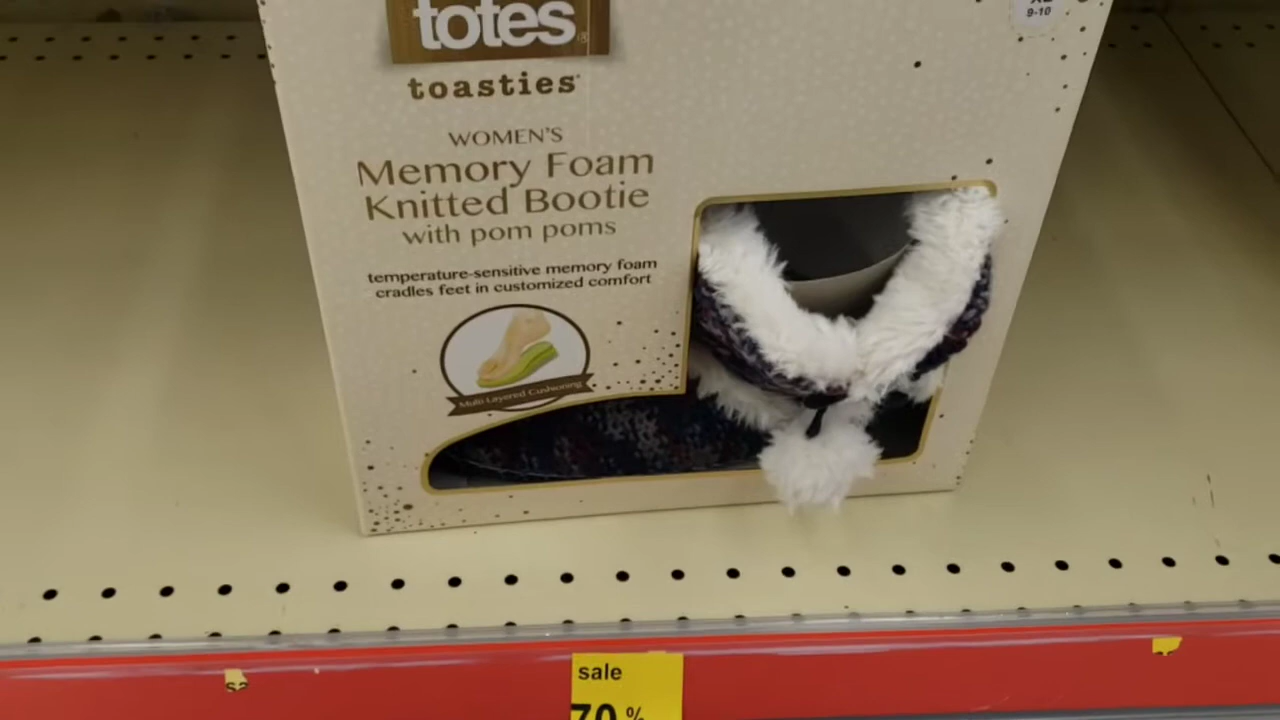 totes®
toasties
9-10
WOMEN'S
Memory Foam
Knitted Bootie
with pom poms
temperature-sensitive memory foam
cradles feet in customized comfort
Multi Layered Cushioning
sale
70%